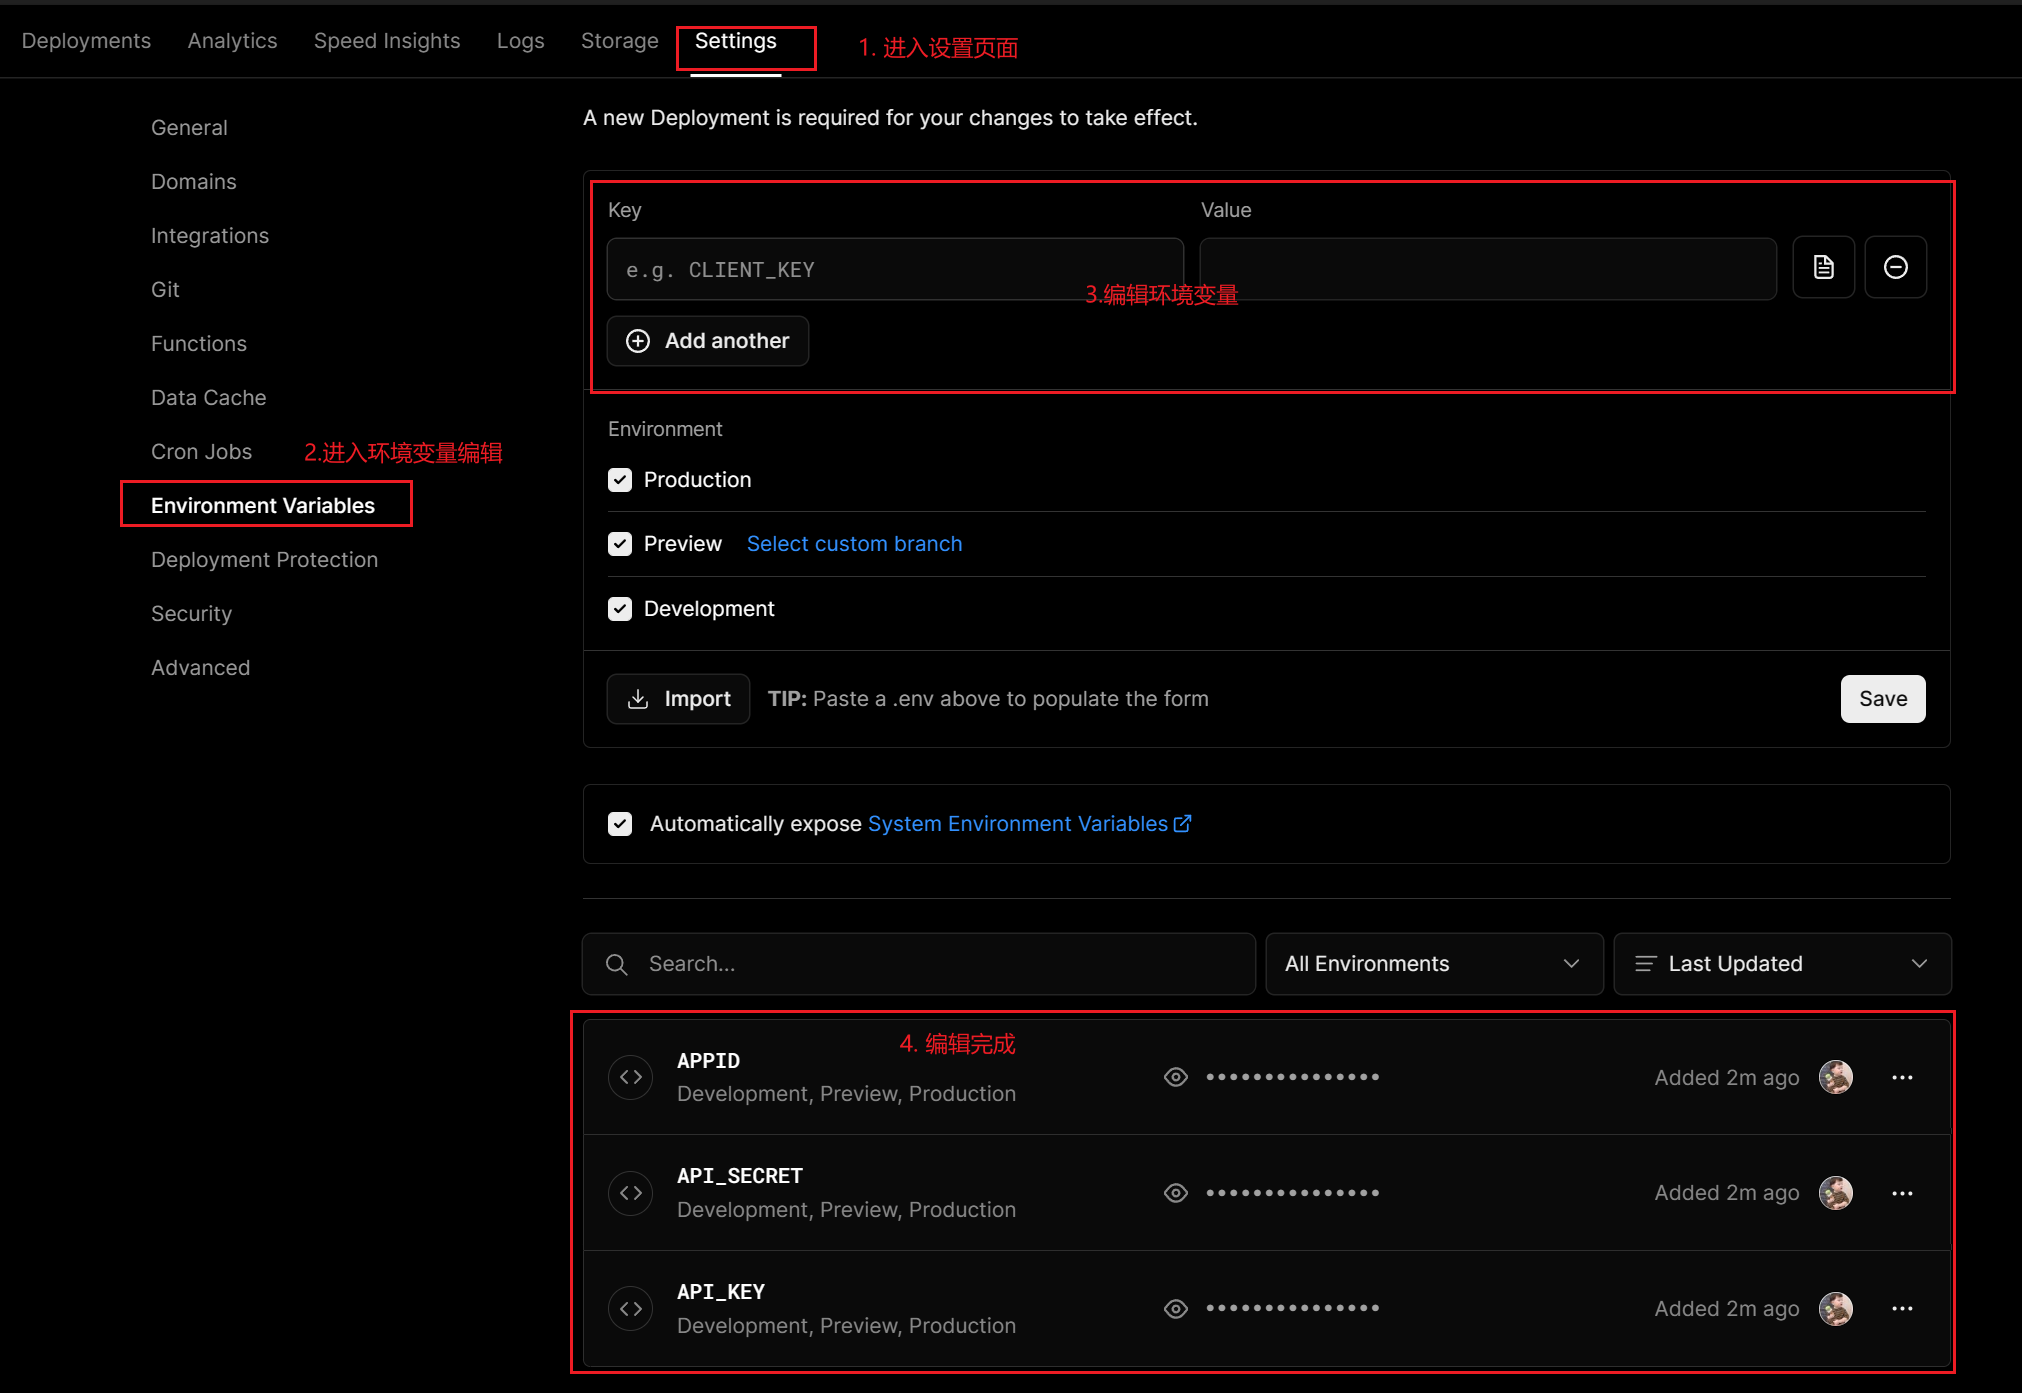 Deployments Analytics Speed Insights Logs Storage Settings 1. 进入设置页面
General
Domains
Integrations
Git
Functions
Data Cache
Cron Jobs 2.进入环境变量编辑
Environment Variables
Deployment Protection
Security
Advanced
A new Deployment is required for your changes to take effect.
Key Value
e.g. CLIENT_KEY
3.编辑环境变量
Add another
Environment
Production
Preview Select custom branch
Development
Import TIP: Paste a .env above to populate the form Save
Automatically expose System Environment Variables
Search... All Environments Last Updated
4. 编辑完成
APPID
Development, Preview, Production ••••••••••••••• Added 2m ago
API_SECRET
Development, Preview, Production ••••••••••••••• Added 2m ago
API_KEY
Development, Preview, Production ••••••••••••••• Added 2m ago